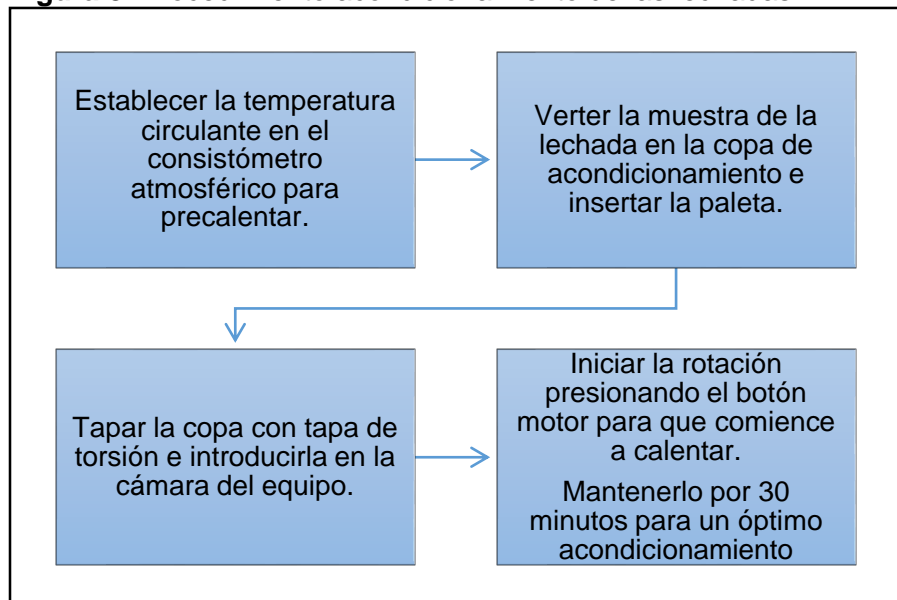 Establecer la temperatura
circulante en el
consistómetro
atmosférico para
precalentar.
Verter la muestra de la
lechada en la copa de
acondicionamiento e
insertar la paleta.
Tapar la copa con tapa de
torsión e introducirla en la
cámara del equipo.
Iniciar la rotación
presionando el botón
motor para que comience
a calentar.
Mantenerlo por 30
minutos para un óptimo
acondicionamiento